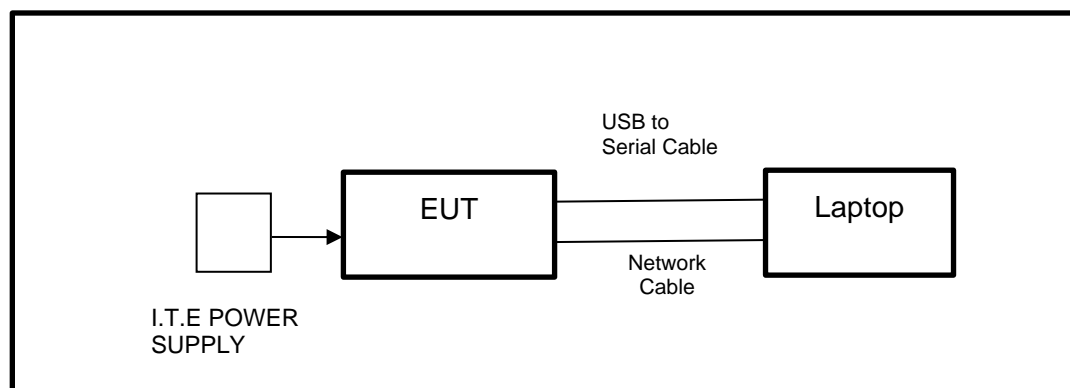 USB to
Serial Cable
EUT
Laptop
Network
Cable
I.T.E POWER
SUPPLY